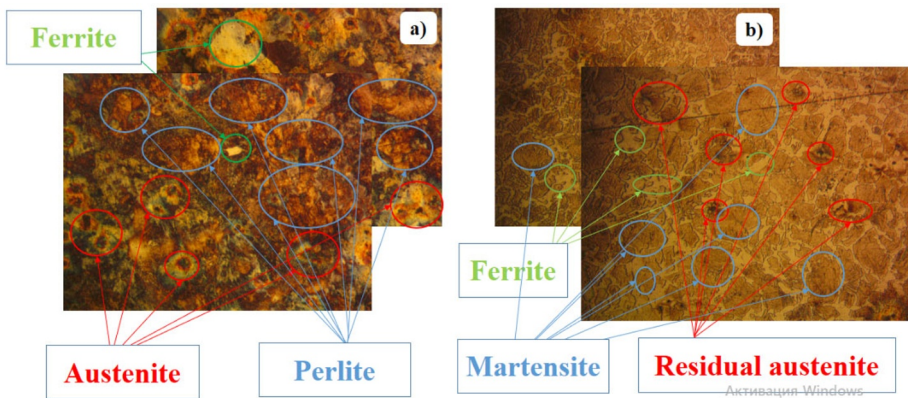 Ferrite
a)
b)
Ferrite
Austenite
Perlite
Martensite
Residual austenite
Активация Windows